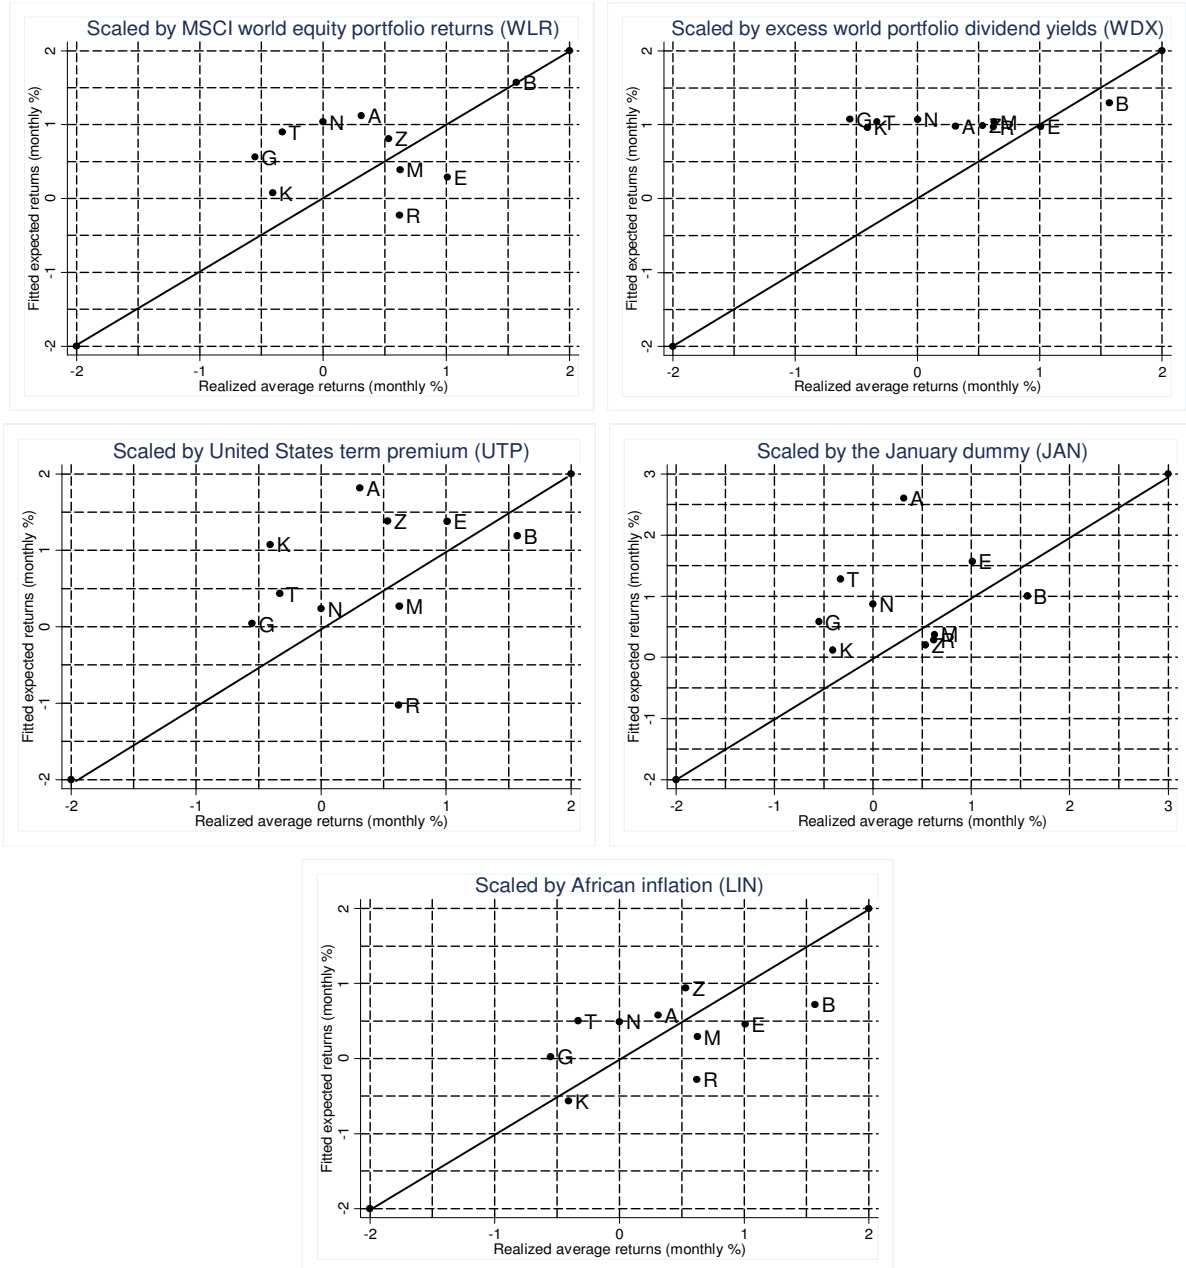 Scaled by MSCI world equity portfolio returns (WLR)
Fitted expected returns (monthly %)
2
1
0
-1
-2
B
A
N
T
Z
G
M
E
K
R
-2 -1 0 1 2
Realized average returns (monthly %)
Scaled by excess world portfolio dividend yields (WDX)
Fitted expected returns (monthly %)
2
1
0
-1
-2
B
G
K
T
N
A
Z
R
M
E
-2 -1 0 1 2
Realized average returns (monthly %)
Scaled by United States term premium (UTP)
Fitted expected returns (monthly %)
2
1
0
-1
-2
A
Z
E
B
K
T
N
M
G
R
-2 -1 0 1 2
Realized average returns (monthly %)
Scaled by the January dummy (JAN)
Fitted expected returns (monthly %)
3
2
1
0
-1
-2
A
E
T
B
N
G
M
R
Z
K
-2 -1 0 1 2 3
Realized average returns (monthly %)
Scaled by African inflation (LIN)
Fitted expected returns (monthly %)
2
1
0
-1
-2
Z
B
A
T
N
E
M
G
R
K
-2 -1 0 1 2
Realized average returns (monthly %)